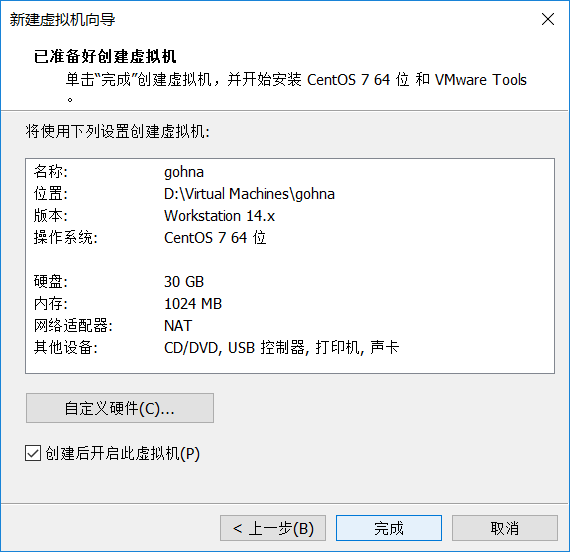 新建虚拟机向导
已准备好创建虚拟机
单击“完成”创建虚拟机，并开始安装 CentOS 7 64 位 和 VMware Tools
。
将使用下列设置创建虚拟机:
名称: gohna
位置: D:\Virtual Machines\gohna
版本: Workstation 14.x
操作系统: CentOS 7 64 位
硬盘: 30 GB
内存: 1024 MB
网络适配器: NAT
其他设备: CD/DVD, USB 控制器, 打印机, 声卡
自定义硬件(C)...
创建后开启此虚拟机(P)
< 上一步(B) 完成 取消